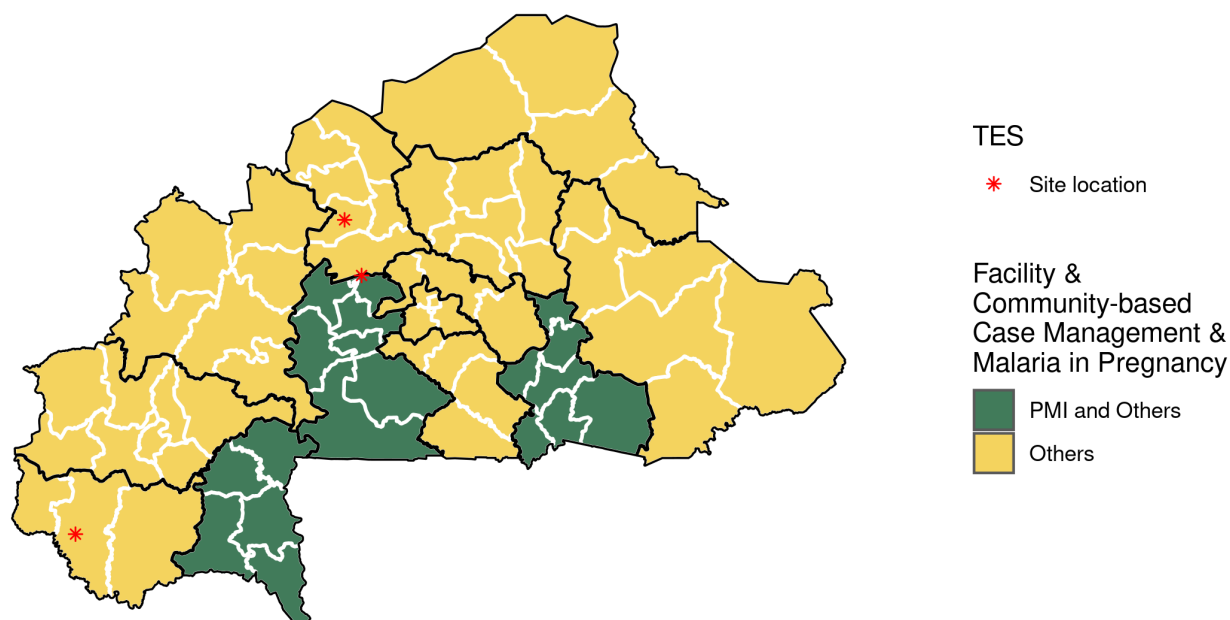 TES
Site location
Facility &
Community-based
Case Management &
Malaria in Pregnancy
PMI and Others
Others